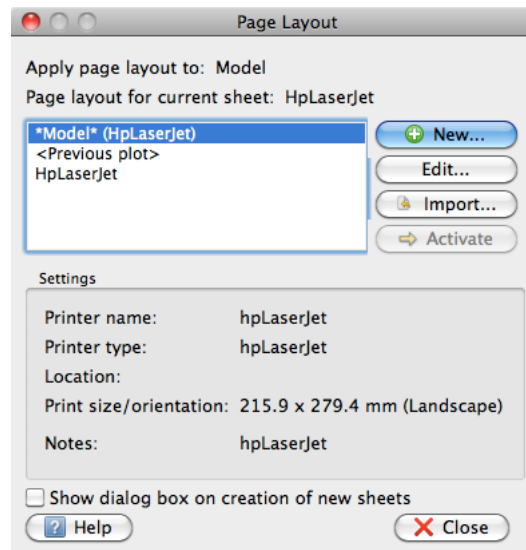 Page Layout
Apply page layout to: Model
Page layout for current sheet: HpLaserJet
*Model* (HpLaserJet)
<Previous plot>
HpLaserJet
New...
Edit...
Import...
Activate
Settings
Printer name: hpLaserJet
Printer type: hpLaserJet
Location:
Print size/orientation: 215.9 x 279.4 mm (Landscape)
Notes: hpLaserJet
Show dialog box on creation of new sheets
? Help
Close